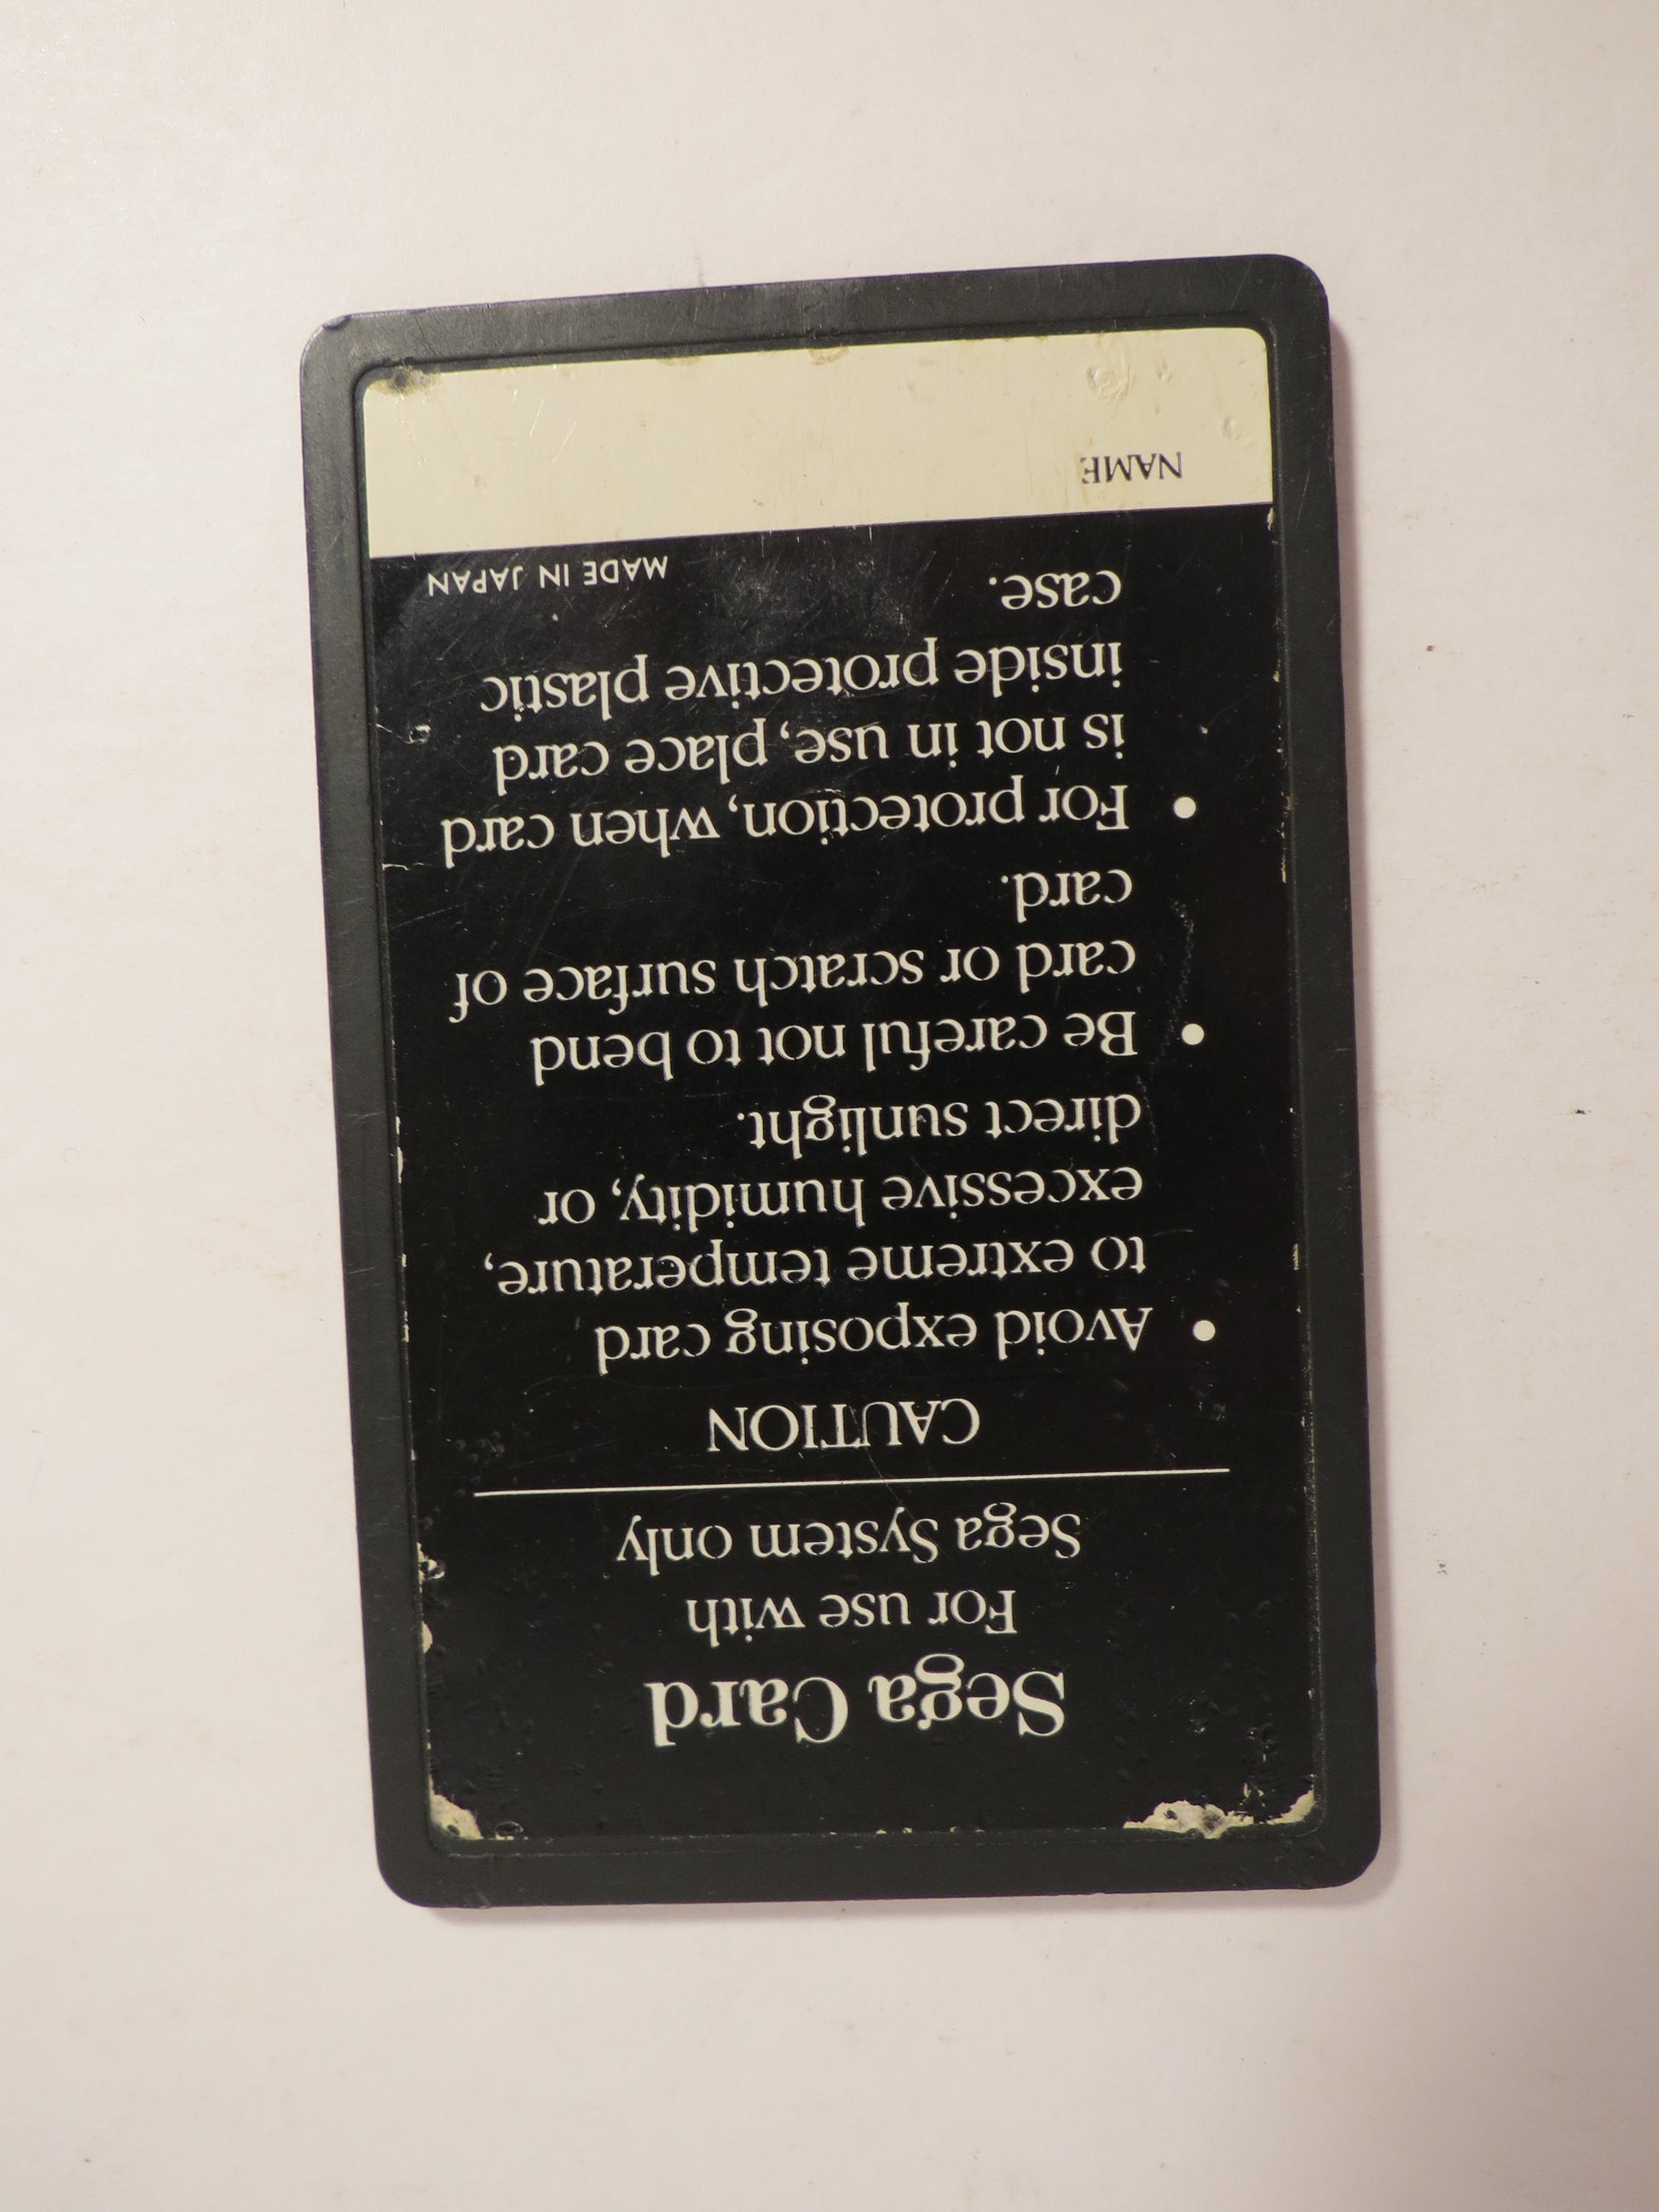 Sega Card
For use with
Sega System only
CAUTION
• Avoid exposing card
to extreme temperature,
excessive humidity, or
direct sunlight.
• Be careful not to bend
card or scratch surface of
card.
• For protection, when card
is not in use, place card
inside protective plastic
case.
MADE IN JAPAN
NAME